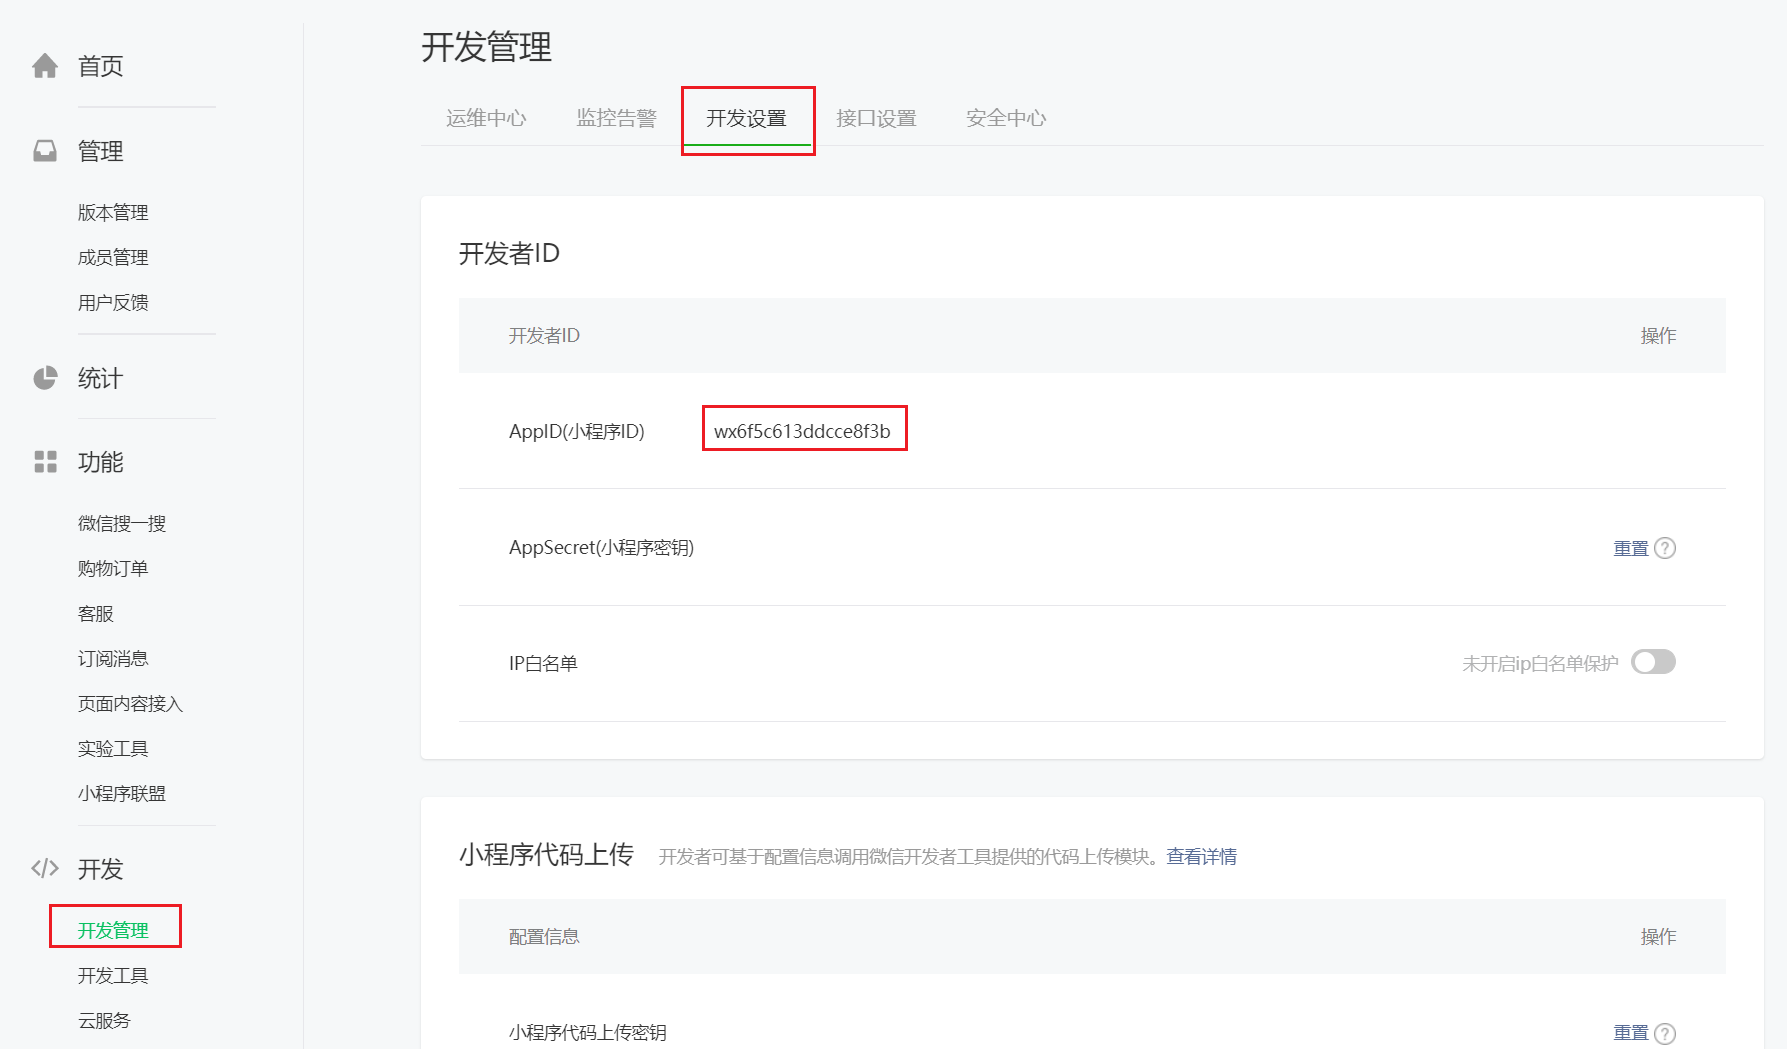 首页
管理
版本管理
成员管理
用户反馈
统计
功能
微信搜一搜
购物订单
客服
订阅消息
页面内容接入
实验工具
小程序联盟
开发
开发管理
开发工具
云服务
开发管理
运维中心 监控告警 开发设置 接口设置 安全中心
开发者ID
开发者ID 操作
AppID(小程序ID) wx6f5c613ddcce8f3b
AppSecret(小程序密钥) 重置 ?
IP白名单 未开启ip白名单保护
小程序代码上传 开发者可基于配置信息调用微信开发者工具提供的代码上传模块。查看详情
配置信息 操作
小程序代码上传密钥 重置 ?